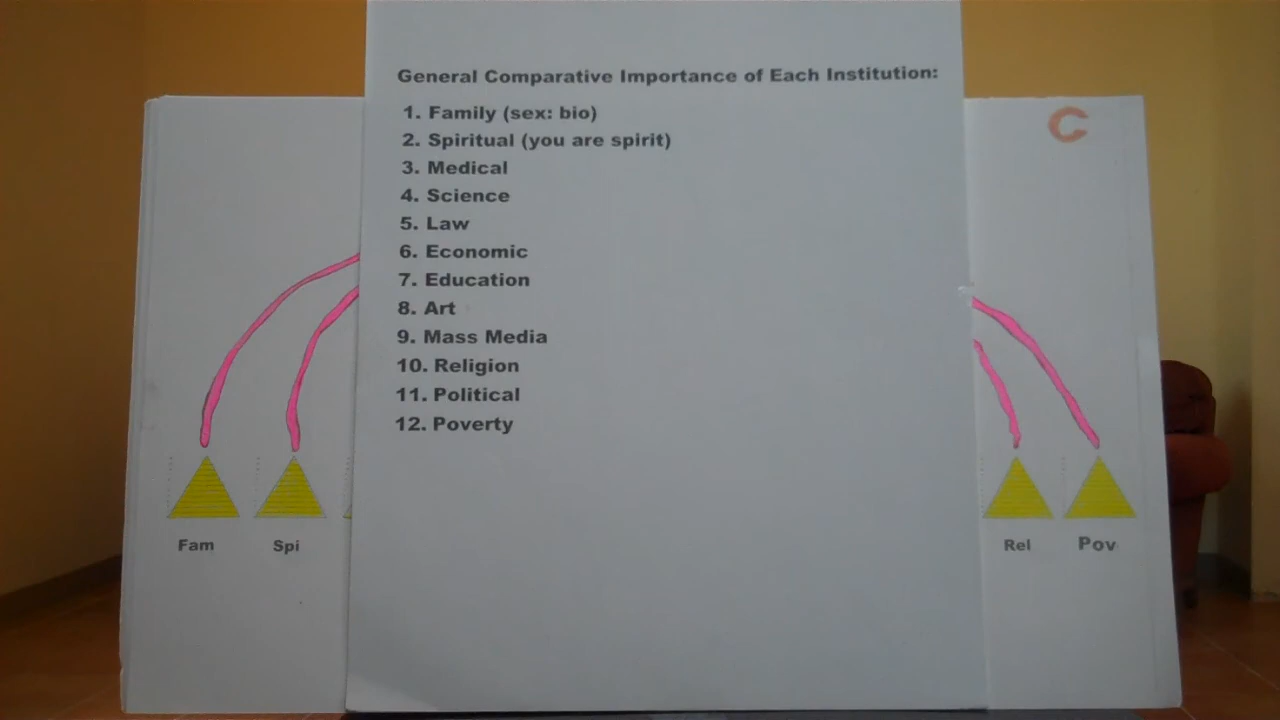 General Comparative Importance of Each Institution:
1. Family (sex: bio)
2. Spiritual (you are spirit)
3. Medical
4. Science
5. Law
6. Economic
7. Education
8. Art
9. Mass Media
10. Religion
11. Political
12. Poverty
C
Fam Spi Rel Pov